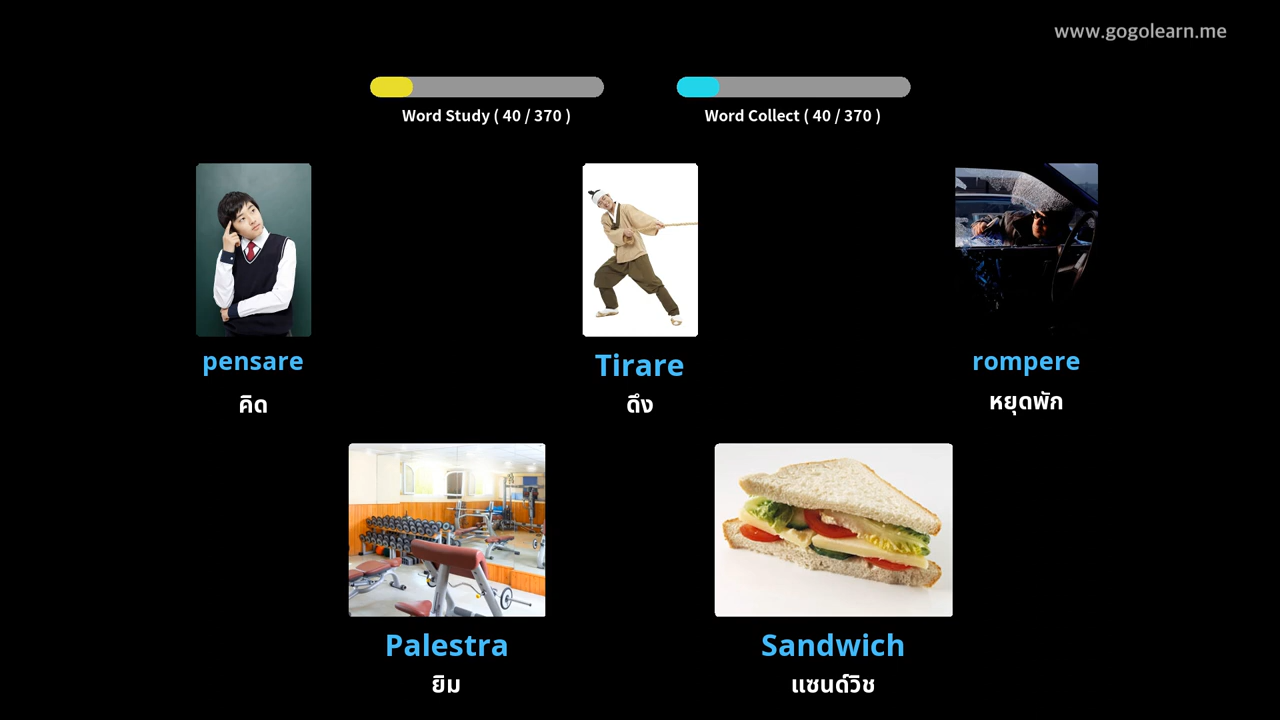 www.gogolearn.me
Word Study ( 40 / 370 )
Word Collect ( 40 / 370 )
pensare
คิด
Tirare
ดึง
rompere
หยุดพัก
Palestra
ยิม
Sandwich
แซนด์วิช